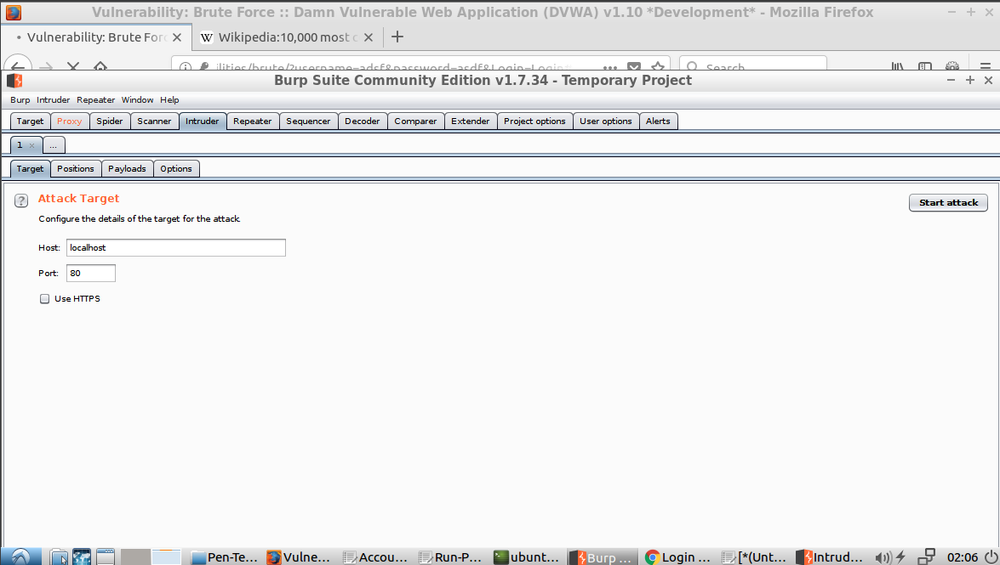 Vulnerability: Brute Force :: Damn Vulnerable Web Application (DVWA) v1.10 *Development* - Mozilla Firefox
Vulnerability: Brute Forc
W Wikipedia:10,000 most c
ilities/brute/?username=adsf&password=asdf&Login=Login
Search
Burp Suite Community Edition v1.7.34 - Temporary Project
Burp Intruder Repeater Window Help
Target Proxy Spider Scanner Intruder Repeater Sequencer Decoder Comparer Extender Project options User options Alerts
1 × ...
Target Positions Payloads Options
? Attack Target
Start attack
Configure the details of the target for the attack.
Host: localhost
Port: 80
Use HTTPS
Pen-Te... Vulne... Accou... Run-P... ubunt... Burp ... Login ... [*(Unt... Intrud... 02:06